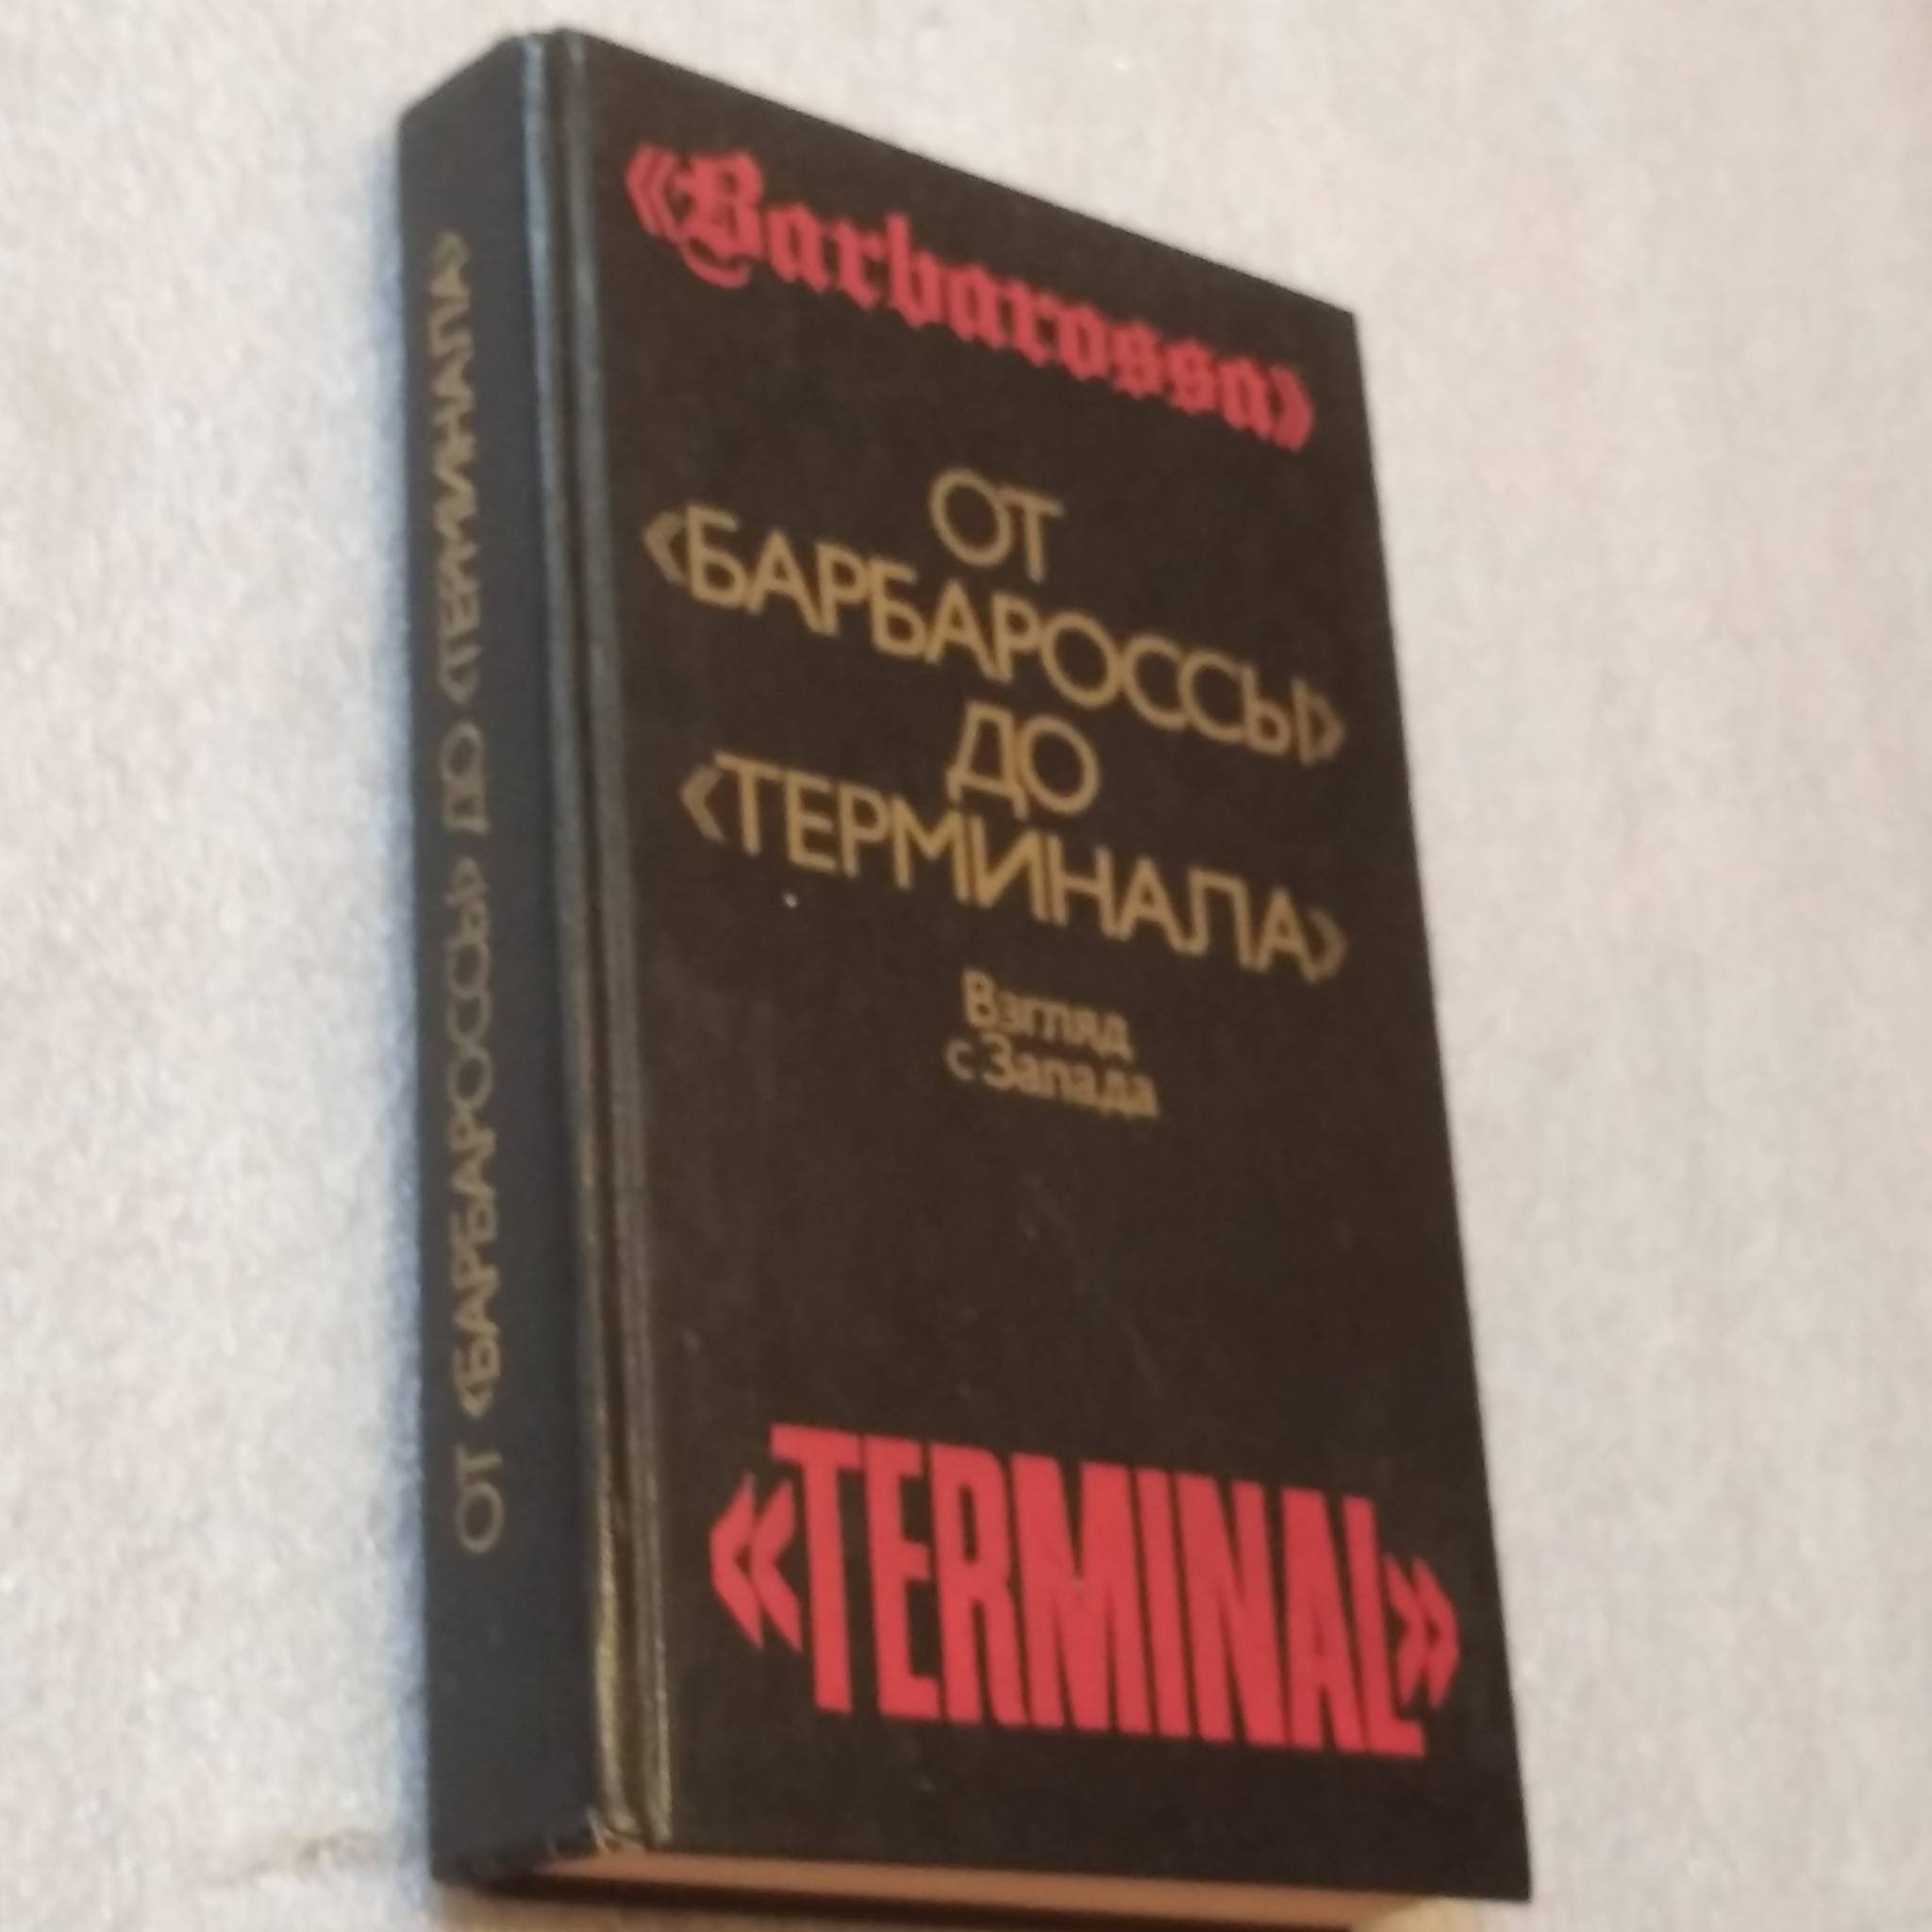 «Barbarossa»
ОТ
«БАРБАРОССЫ»
ДО
«ТЕРМИНАЛА»
Взгляд
с Запада
«TERMINAL»
ОТ «БАРБАРОССЫ» ДО «ТЕРМИНАЛА»